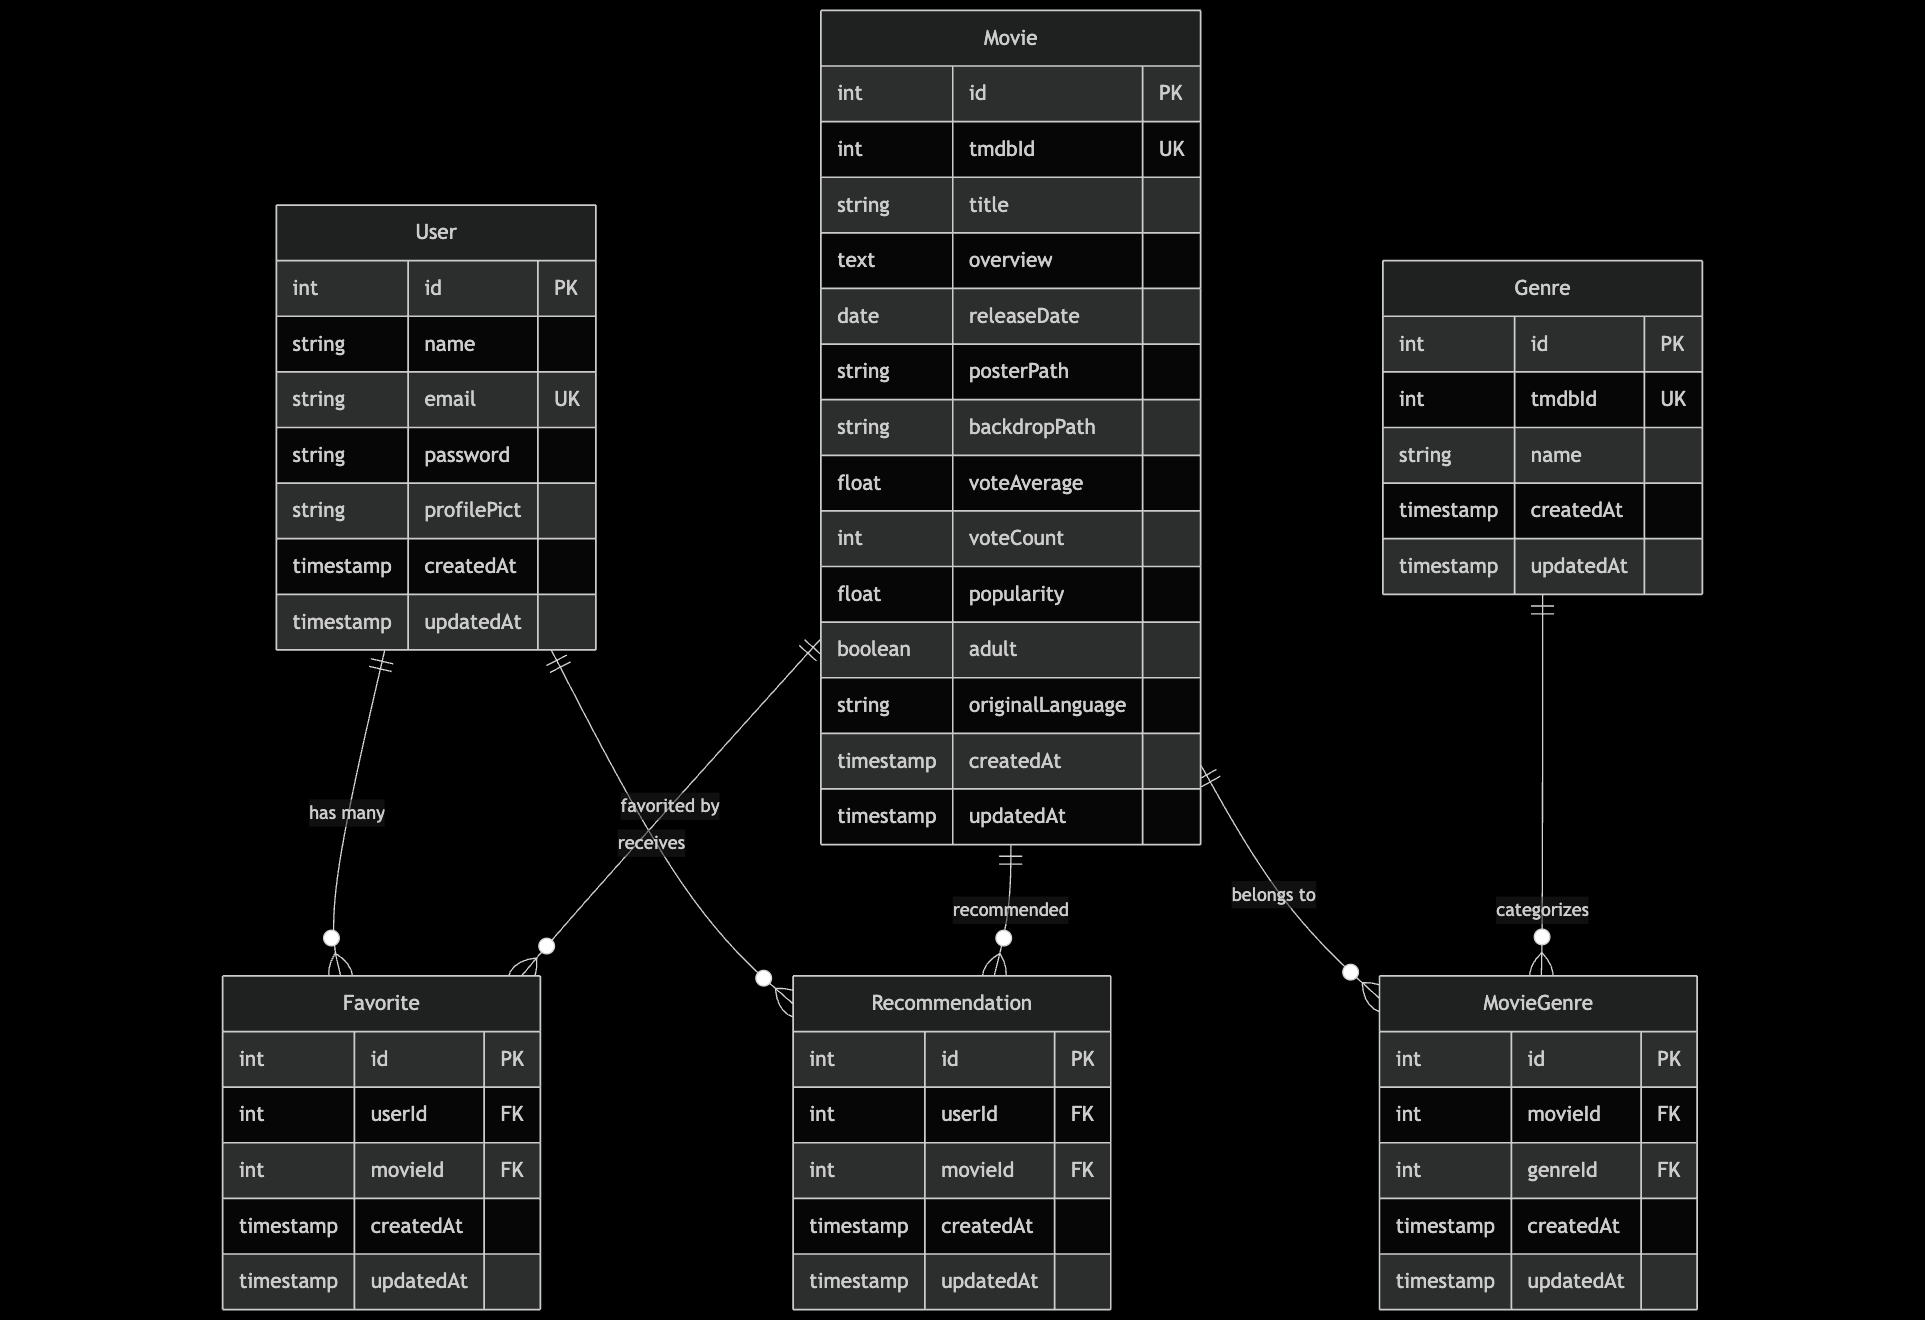 Movie
int id PK
int tmdbId UK
string title
text overview
date releaseDate
string posterPath
string backdropPath
float voteAverage
int voteCount
float popularity
boolean adult
string originalLanguage
timestamp createdAt
timestamp updatedAt
User
int id PK
string name
string email UK
string password
string profilePict
timestamp createdAt
timestamp updatedAt
Genre
int id PK
int tmdbId UK
string name
timestamp createdAt
timestamp updatedAt
has many
favorited by
receives
recommended
belongs to
categorizes
Favorite
int id PK
int userId FK
int movieId FK
timestamp createdAt
timestamp updatedAt
Recommendation
int id PK
int userId FK
int movieId FK
timestamp createdAt
timestamp updatedAt
MovieGenre
int id PK
int movieId FK
int genreId FK
timestamp createdAt
timestamp updatedAt